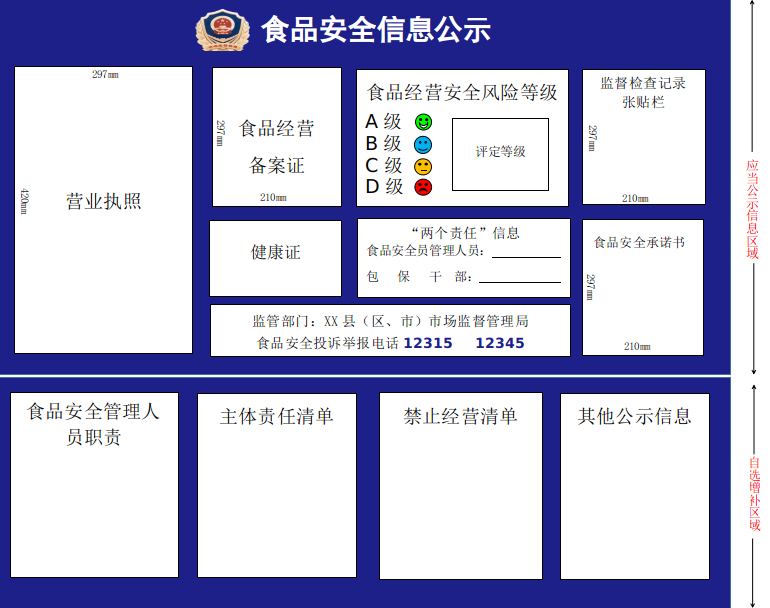 食品安全信息公示
297mm
420mm
营业执照
297mm
食品经营
备案证
210mm
食品经营安全风险等级
A 级
B 级
C 级
D 级
评定等级
监督检查记录
张贴栏
297mm
210mm
健康证
“两个责任”信息
食品安全员管理人员：
包 保 干 部：
食品安全承诺书
297mm
210mm
监管部门：XX 县（区、市）市场监督管理局
食品安全投诉举报电话 12315 12345
应当公示信息区域
食品安全管理人
员职责
主体责任清单
禁止经营清单
其他公示信息
自选增补区域